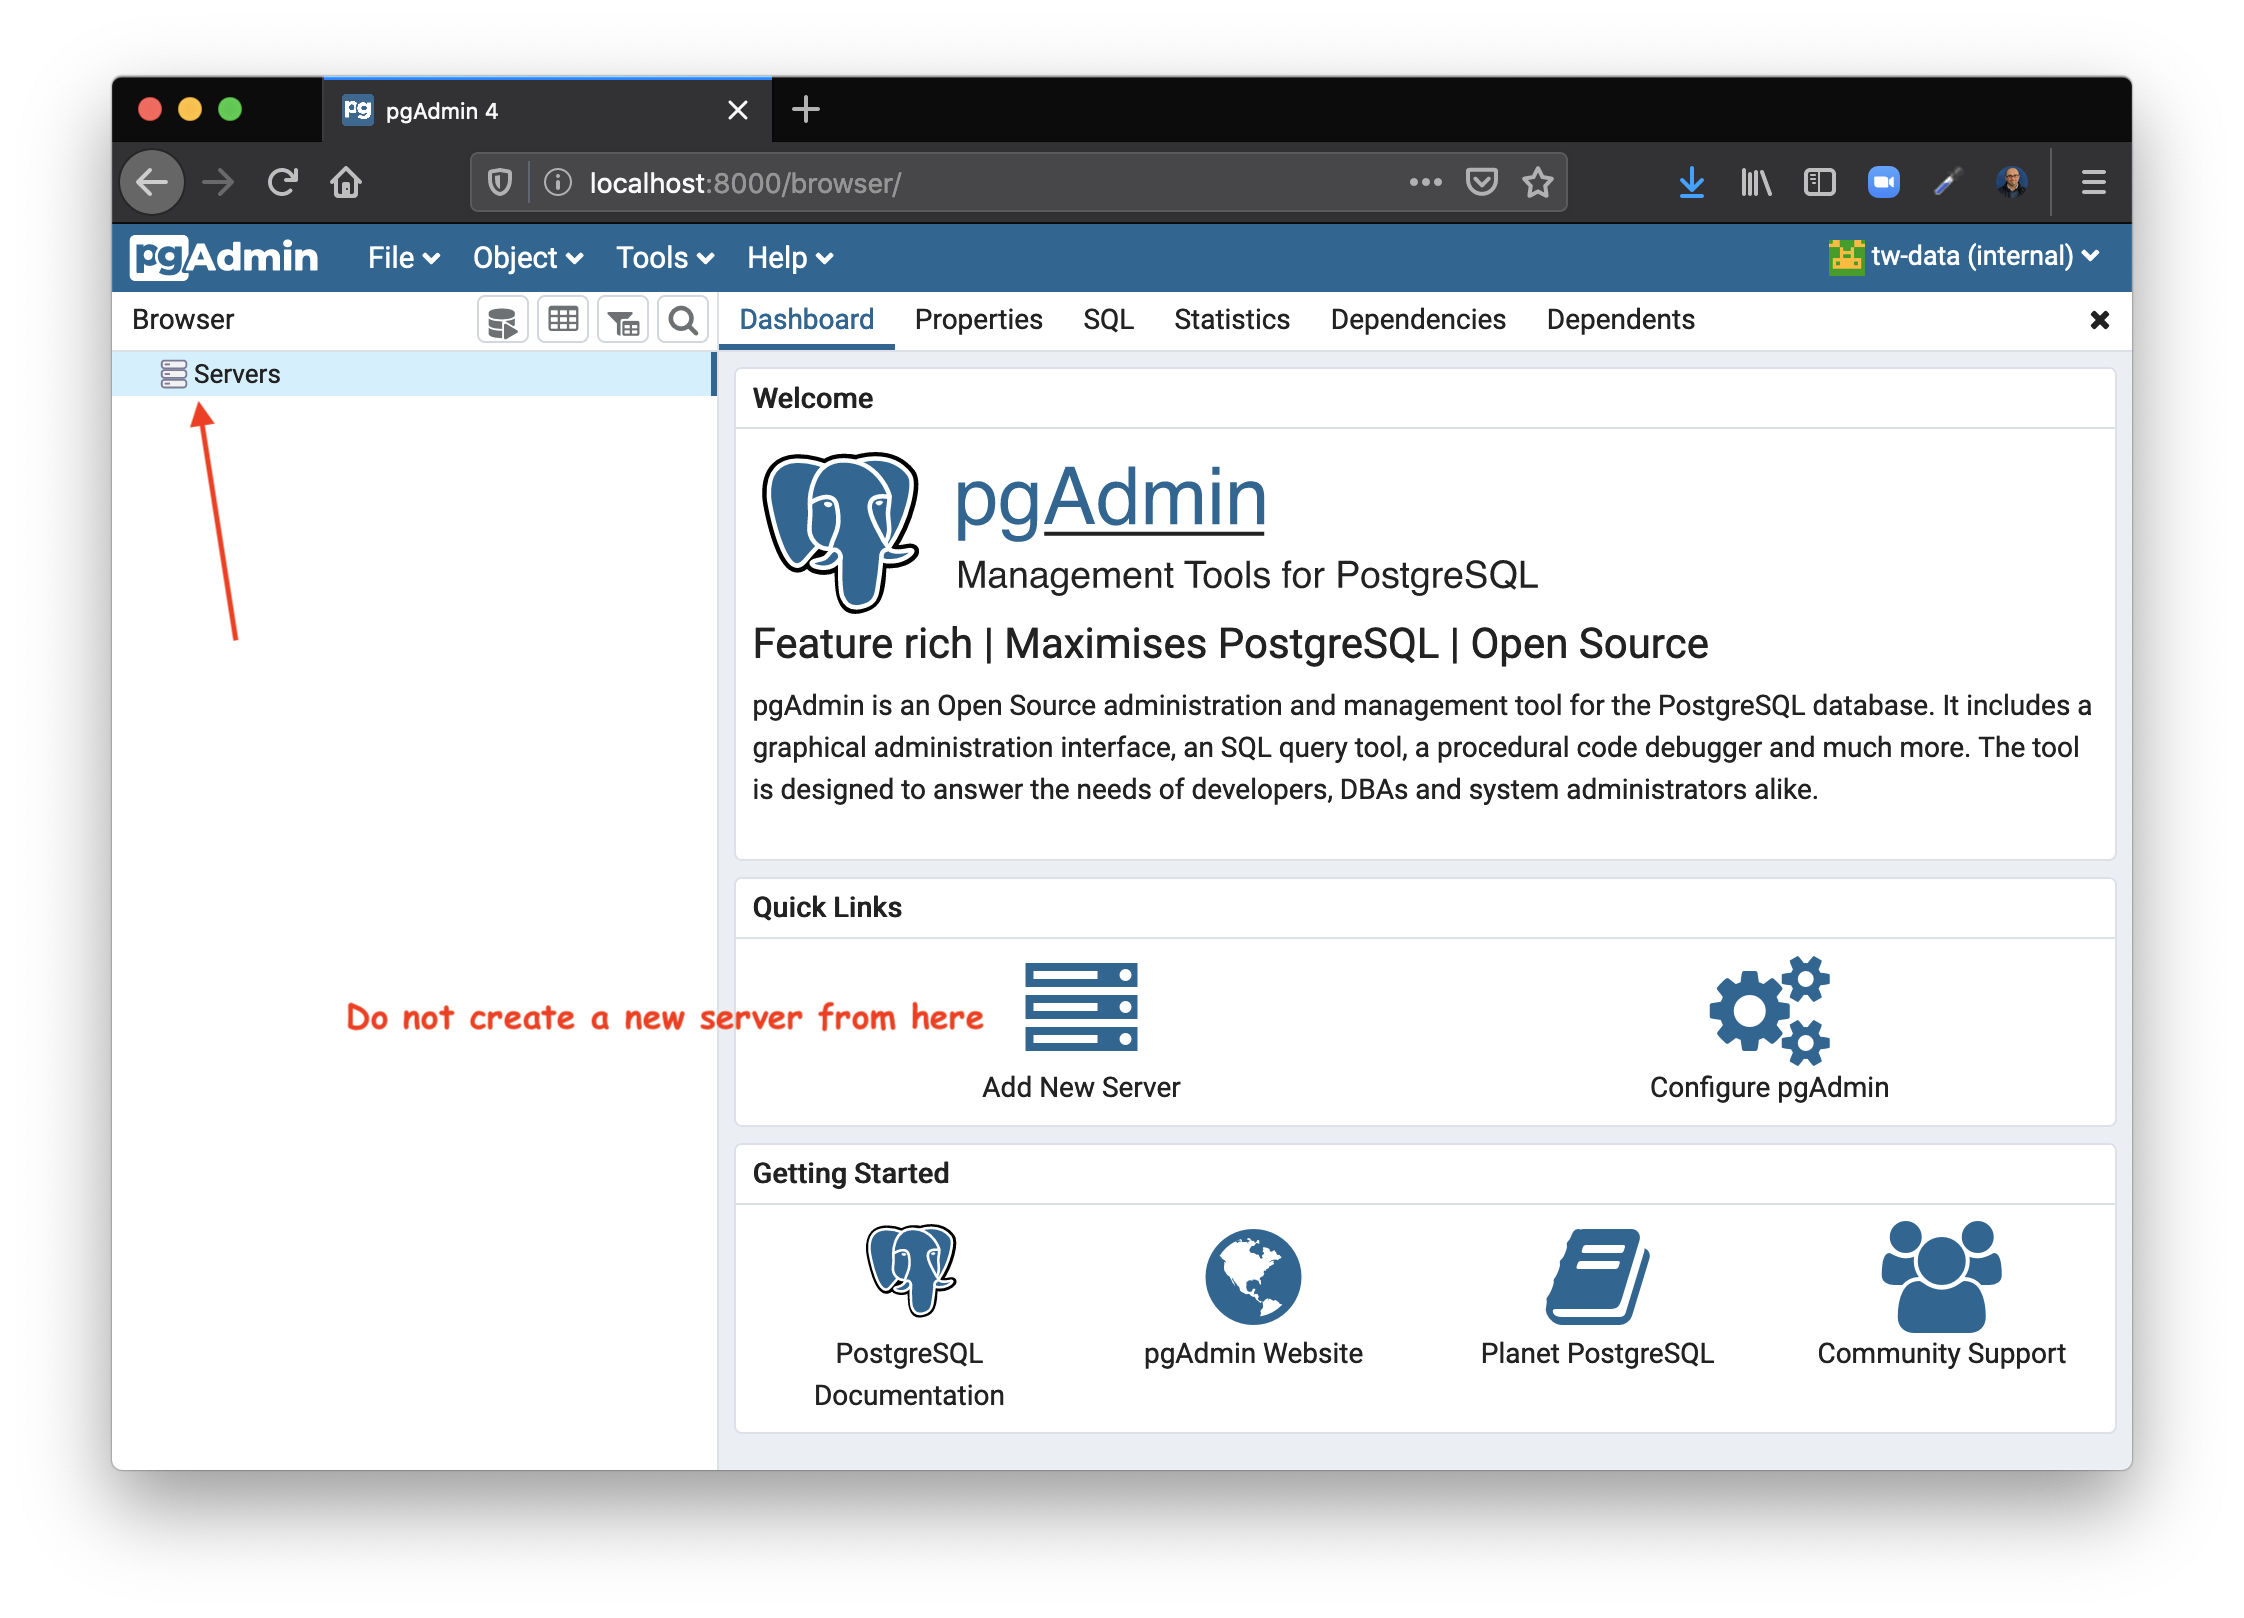 pg pgAdmin 4
localhost:8000/browser/
pgAdmin File Object Tools Help tw-data (internal)
Browser Dashboard Properties SQL Statistics Dependencies Dependents
Servers
Welcome
pgAdmin
Management Tools for PostgreSQL
Feature rich | Maximises PostgreSQL | Open Source
pgAdmin is an Open Source administration and management tool for the PostgreSQL database. It includes a
graphical administration interface, an SQL query tool, a procedural code debugger and much more. The tool
is designed to answer the needs of developers, DBAs and system administrators alike.
Quick Links
Do not create a new server from here
Add New Server Configure pgAdmin
Getting Started
PostgreSQL
Documentation
pgAdmin Website
Planet PostgreSQL
Community Support